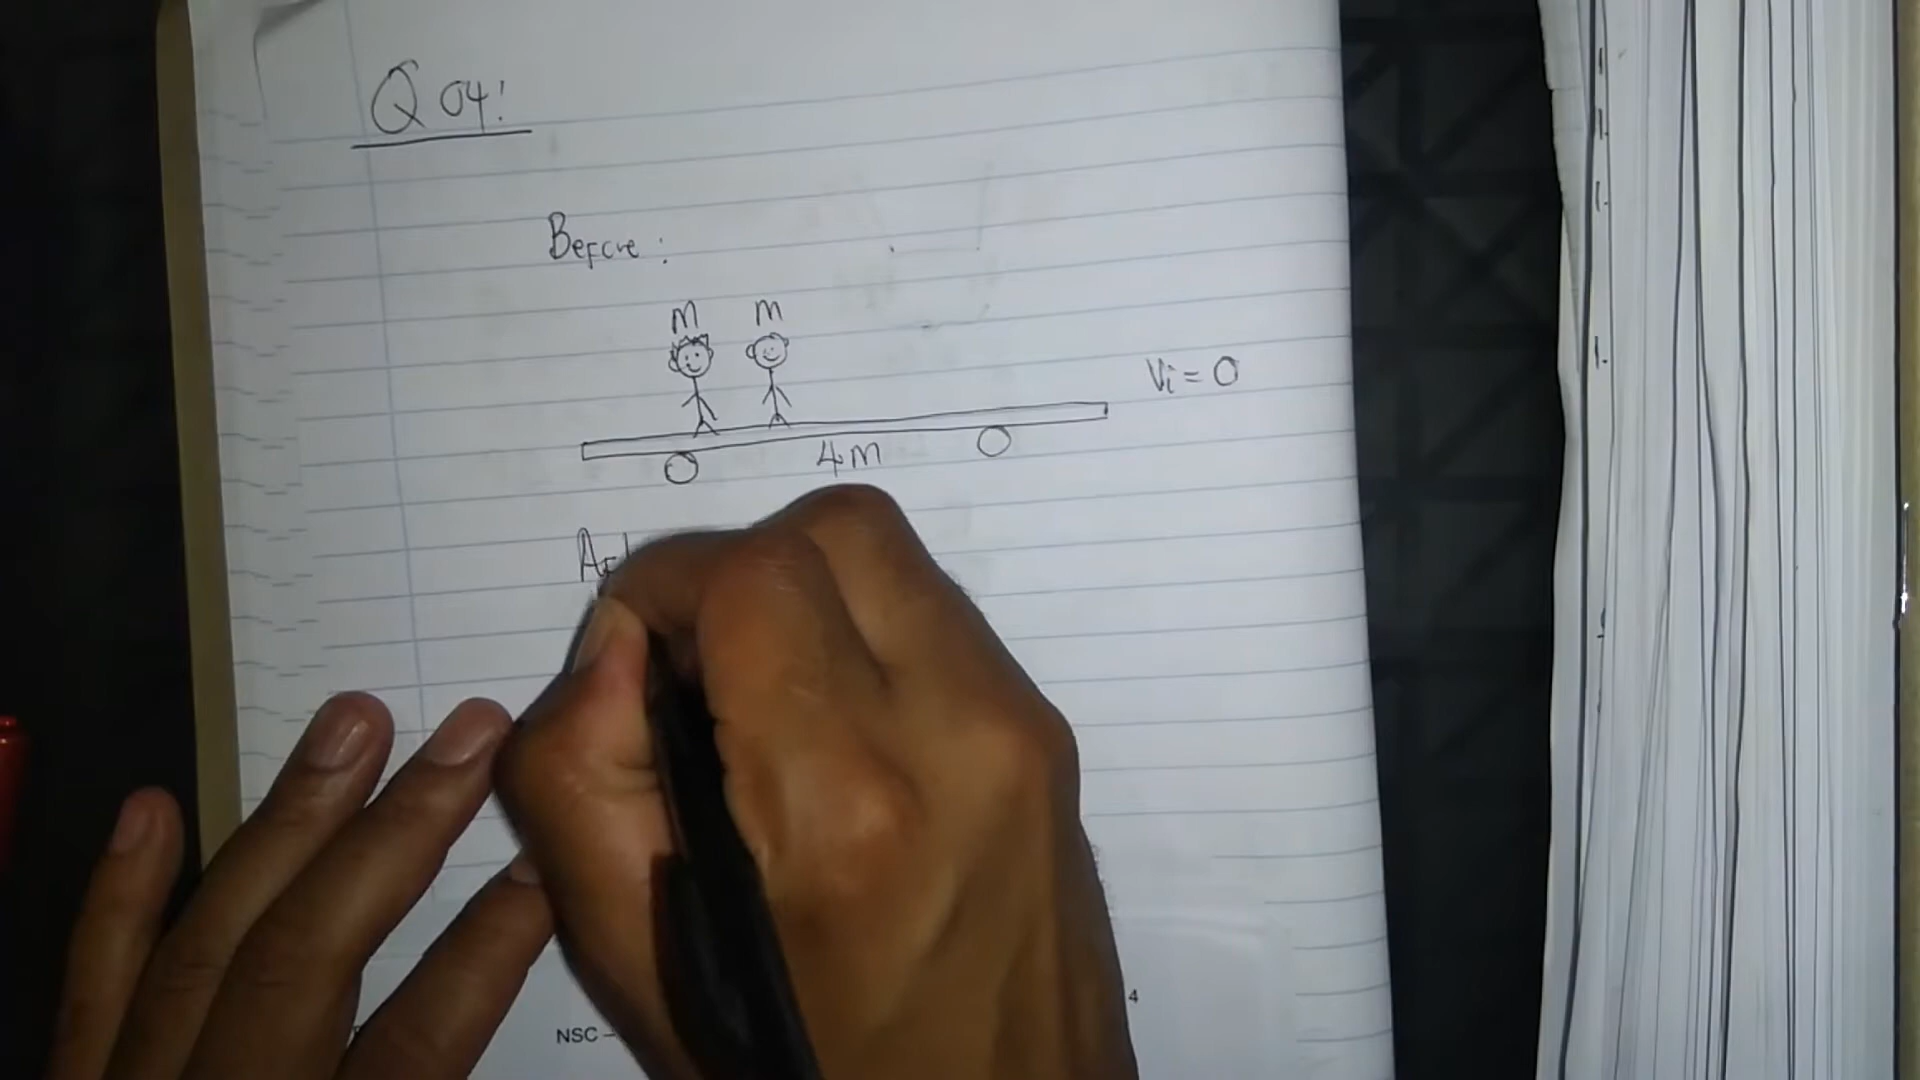 Q 04:
Before :
m m
Vi = 0
4m
4
NSC –